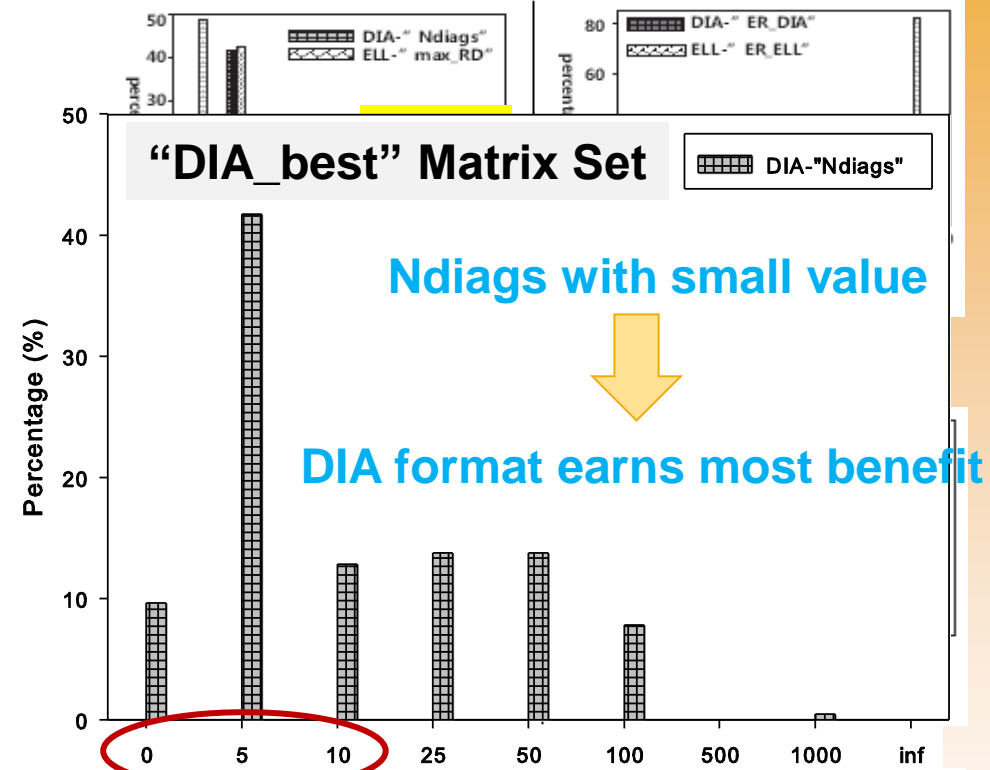 50
40
30
perce
DIA-" Ndiags"
ELL-" max_RD"
80
60
percenta
DIA-" ER_DIA"
ELL-" ER_ELL"
“DIA_best” Matrix Set
DIA-"Ndiags"
Ndiags with small value
DIA format earns most benefit
Percentage (%)
50
40
30
20
10
0
0 5 10 25 50 100 500 1000 inf